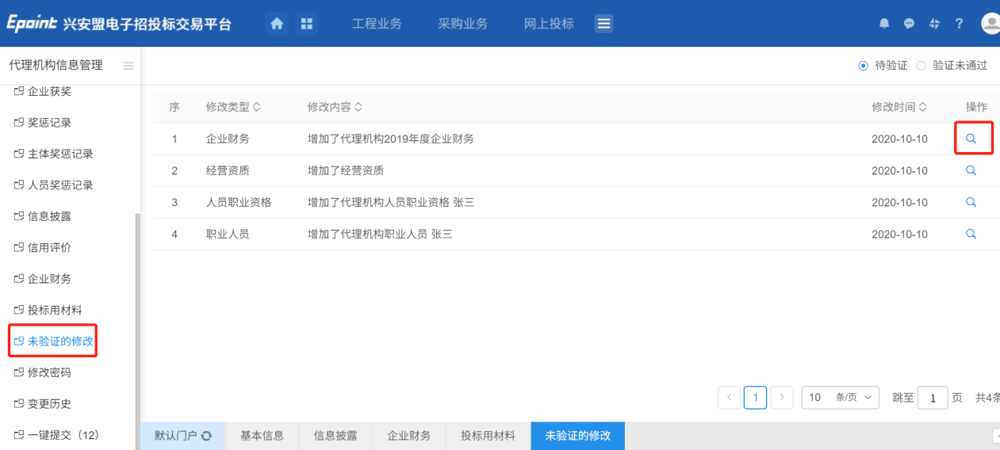 Epoint 兴安盟电子招投标交易平台 工程业务 采购业务 网上投标 ?
代理机构信息管理
待验证 验证未通过
企业获奖
奖惩记录
主体奖惩记录
人员奖惩记录
信息披露
信用评价
企业财务
投标用材料
未验证的修改
修改密码
变更历史
一键提交（12）
序 修改类型 修改内容 修改时间 操作
1 企业财务 增加了代理机构2019年度企业财务 2020-10-10
2 经营资质 增加了经营资质 2020-10-10
3 人员职业资格 增加了代理机构人员职业资格 张三 2020-10-10
4 职业人员 增加了代理机构职业人员 张三 2020-10-10
1 10 条/页 跳至 1 页 共4条
默认门户 基本信息 信息披露 企业财务 投标用材料 未验证的修改